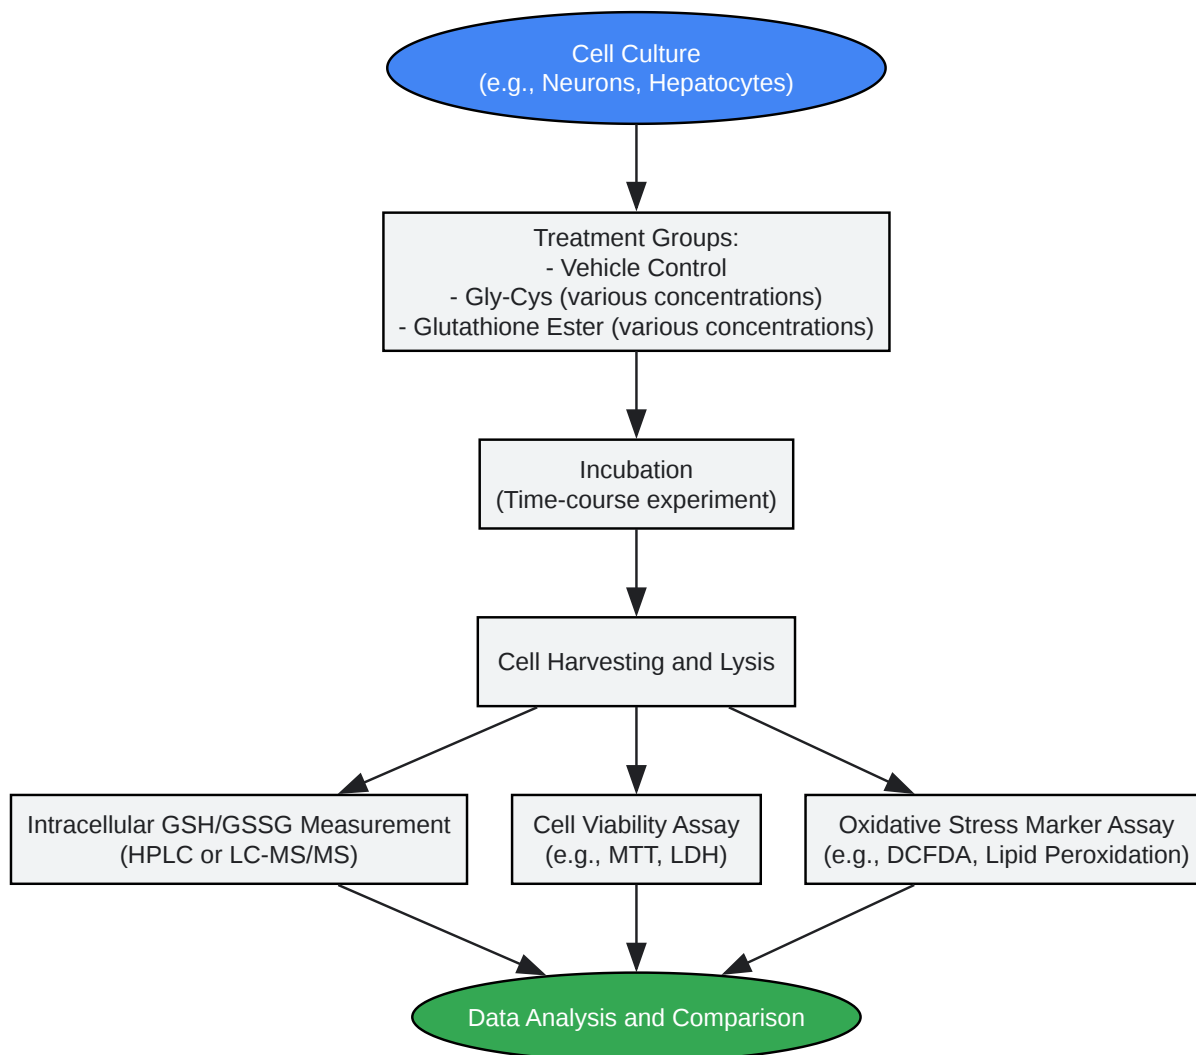 Cell Culture
(e.g., Neurons, Hepatocytes)
Treatment Groups:
- Vehicle Control
- Gly-Cys (various concentrations)
- Glutathione Ester (various concentrations)
Incubation
(Time-course experiment)
Cell Harvesting and Lysis
Intracellular GSH/GSSG Measurement
(HPLC or LC-MS/MS)
Cell Viability Assay
(e.g., MTT, LDH)
Oxidative Stress Marker Assay
(e.g., DCFDA, Lipid Peroxidation)
Data Analysis and Comparison